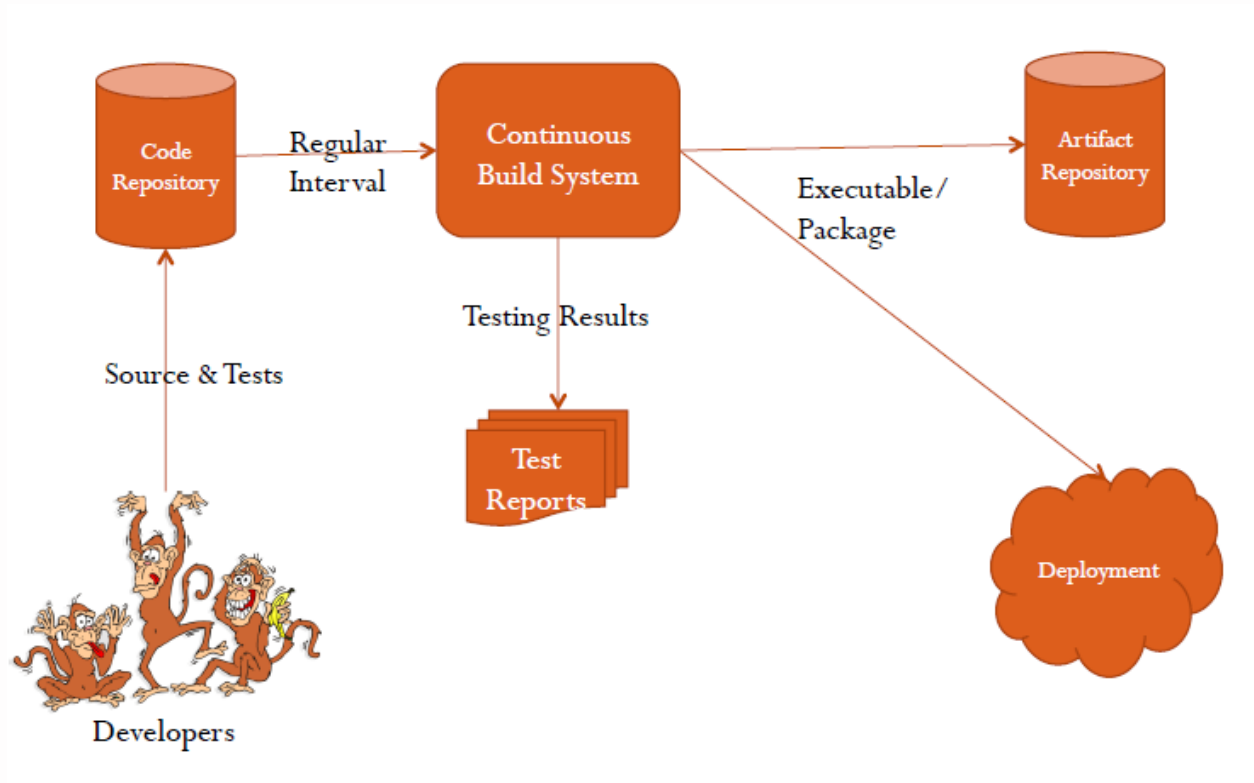 Code
Repository
Regular
Interval
Continuous
Build System
Artifact
Repository
Executable/
Package
Testing Results
Source & Tests
Test
Reports
Deployment
Developers